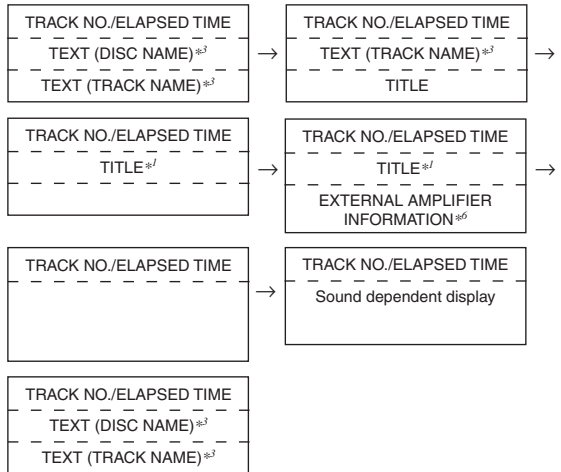 TRACK NO./ELAPSED TIME
TEXT (DISC NAME)*3
TEXT (TRACK NAME)*3
→
TRACK NO./ELAPSED TIME
TEXT (TRACK NAME)*3
TITLE
→
TRACK NO./ELAPSED TIME
TITLE*1
→
TRACK NO./ELAPSED TIME
TITLE*1
EXTERNAL AMPLIFIER
INFORMATION*6
→
TRACK NO./ELAPSED TIME
→
TRACK NO./ELAPSED TIME
Sound dependent display
TRACK NO./ELAPSED TIME
TEXT (DISC NAME)*3
TEXT (TRACK NAME)*3